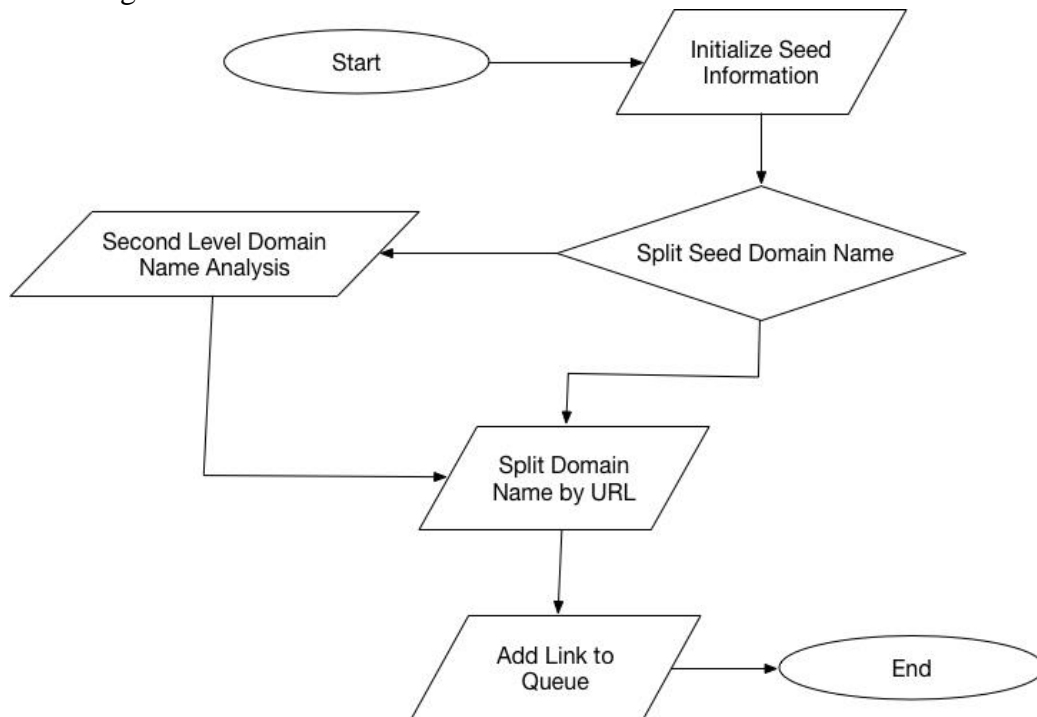 Start
Initialize Seed
Information
Second Level Domain
Name Analysis
Split Seed Domain Name
Split Domain
Name by URL
Add Link to
Queue
End